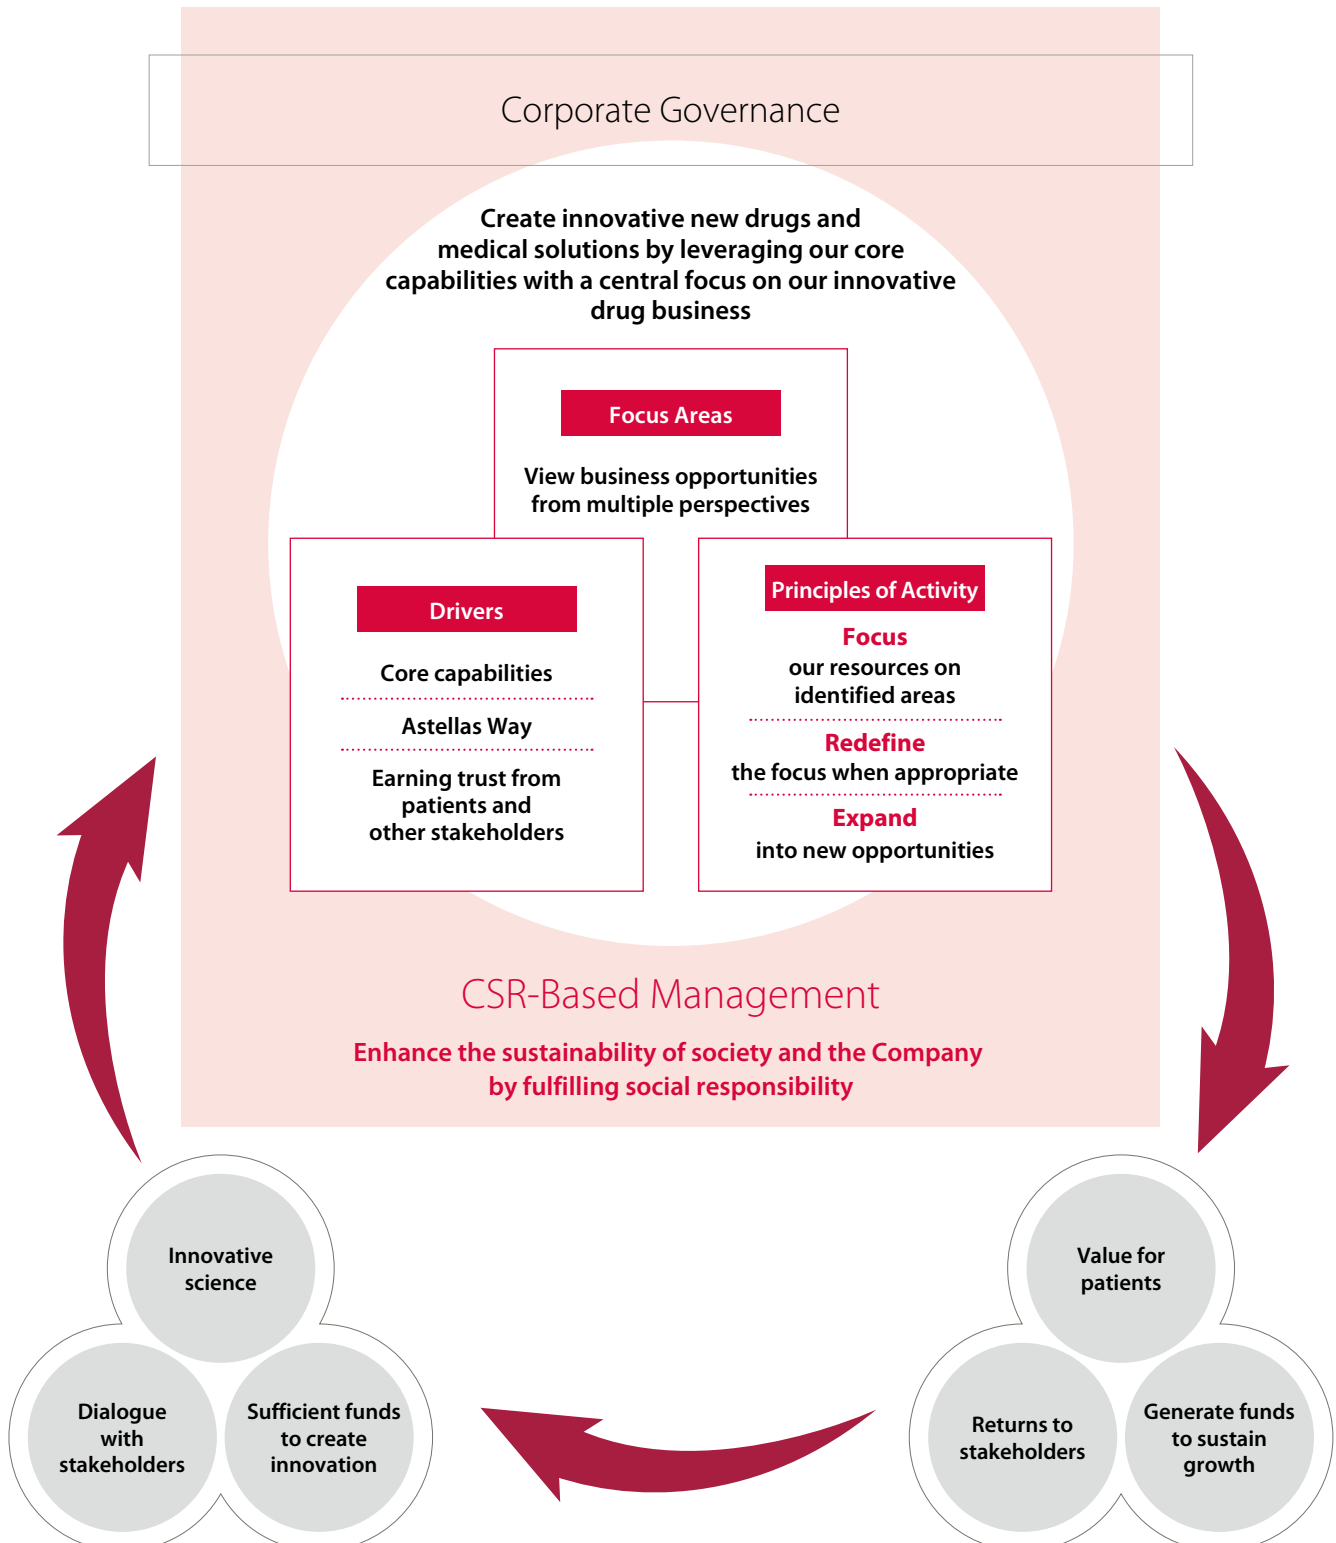 Corporate Governance
Create innovative new drugs and
medical solutions by leveraging our core
capabilities with a central focus on our innovative
drug business
Focus Areas
View business opportunities
from multiple perspectives
Drivers
Core capabilities
Astellas Way
Earning trust from
patients and
other stakeholders
Principles of Activity
Focus
our resources on
identified areas
Redefine
the focus when appropriate
Expand
into new opportunities
CSR-Based Management
Enhance the sustainability of society and the Company
by fulfilling social responsibility
Innovative
science
Dialogue
with
stakeholders
Sufficient funds
to create
innovation
Value for
patients
Returns to
stakeholders
Generate funds
to sustain
growth